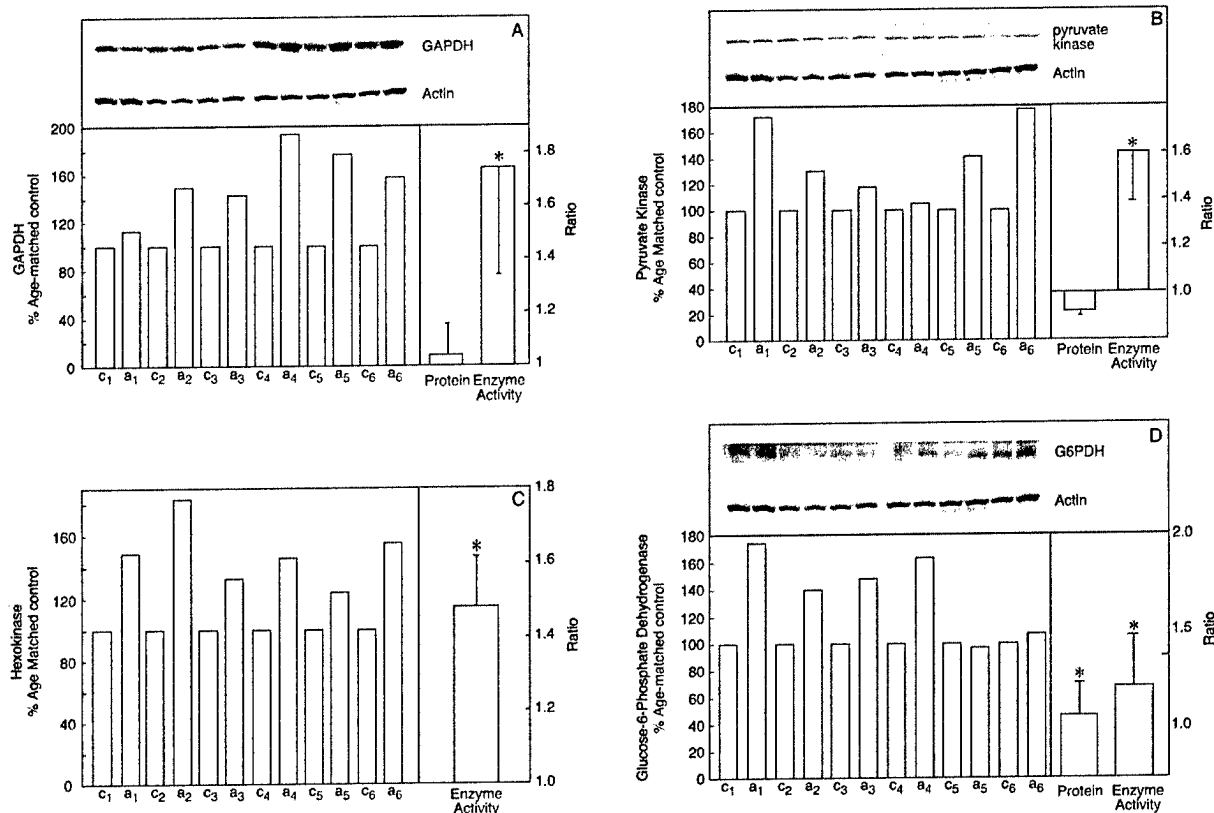 A
GAPDH
Actin
GAPDH
% Age-matched control
200
160
120
100
80
40
20
0
1.8
1.6
1.4
1.2
1
Ratio
c1 a1 c2 a2 c3 a3 c4 a4 c5 a5 c6 a6
Protein Enzyme
Activity
*
B
pyruvate
kinase
Actin
Pyruvate Kinase
% Age Matched control
180
160
140
120
100
80
60
40
20
0
1.6
1.4
1.2
1.0
Ratio
c1 a1 c2 a2 c3 a3 c4 a4 c5 a5 c6 a6
Protein Enzyme
Activity
*
C
Hexokinase
% Age Matched control
160
120
100
80
40
0
1.8
1.6
1.4
1.2
1.0
Ratio
c1 a1 c2 a2 c3 a3 c4 a4 c5 a5 c6 a6
Enzyme
Activity
*
D
G6PDH
Actin
Glucose-6-Phosphate Dehydrogenase
% Age-matched control
180
160
140
120
100
80
60
40
20
0
2.0
1.5
1.0
Ratio
c1 a1 c2 a2 c3 a3 c4 a4 c5 a5 c6 a6
Protein Enzyme
Activity
* *